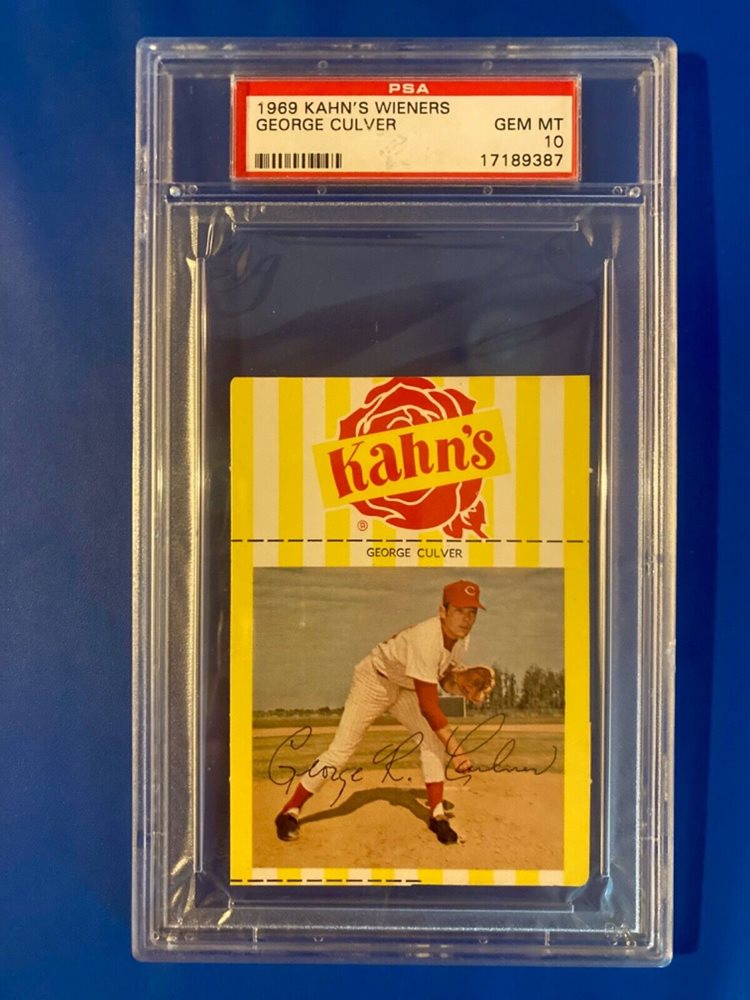 PSA
1969 KAHN'S WIENERS
GEORGE CULVER GEM MT
10
17189387
Kahn's
®
GEORGE CULVER
George R. Culver
C